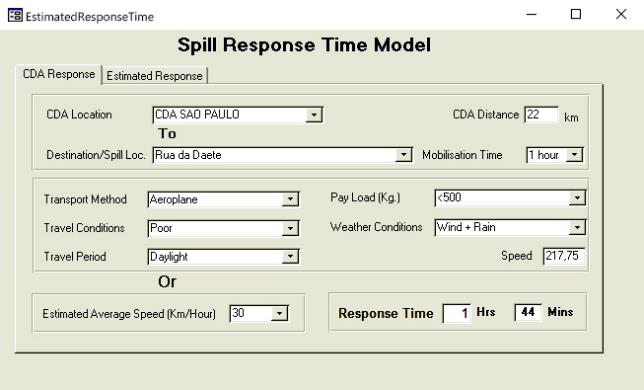 EstimatedResponseTime
Spill Response Time Model
CDA Response Estimated Response
CDA Location CDA SAO PAULO CDA Distance 22 km
To
Destination/Spill Loc. Rua da Daete Mobilisation Time 1 hour
Transport Method Aeroplane Pay Load (Kg.) <500
Travel Conditions Poor Weather Conditions Wind + Rain
Travel Period Daylight Speed 217,75
Or
Estimated Average Speed (Km/Hour) 30 Response Time 1 Hrs 44 Mins